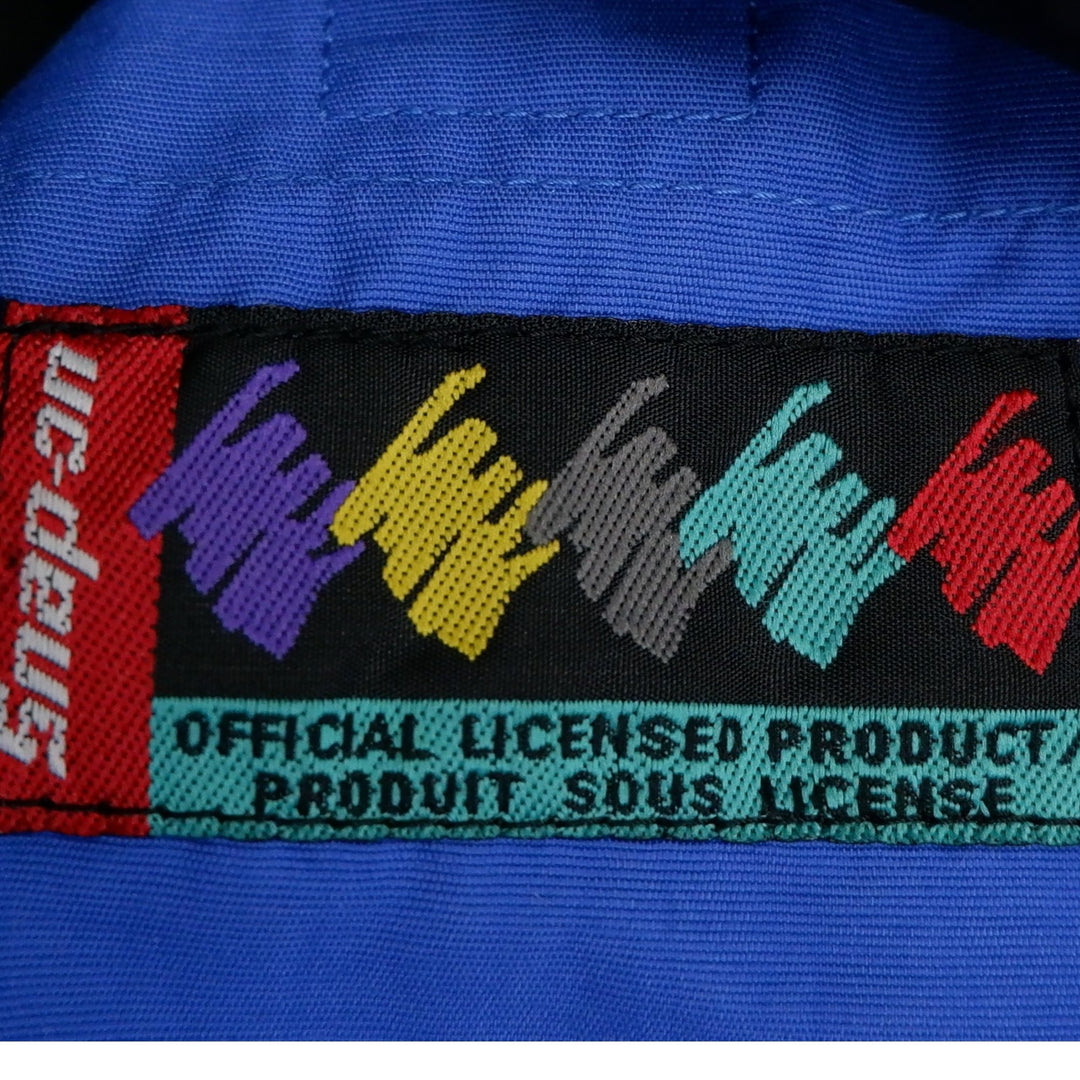 Snap-on
OFFICIAL LICENSED PRODUCT /
PRODUIT SOUS LICENSE